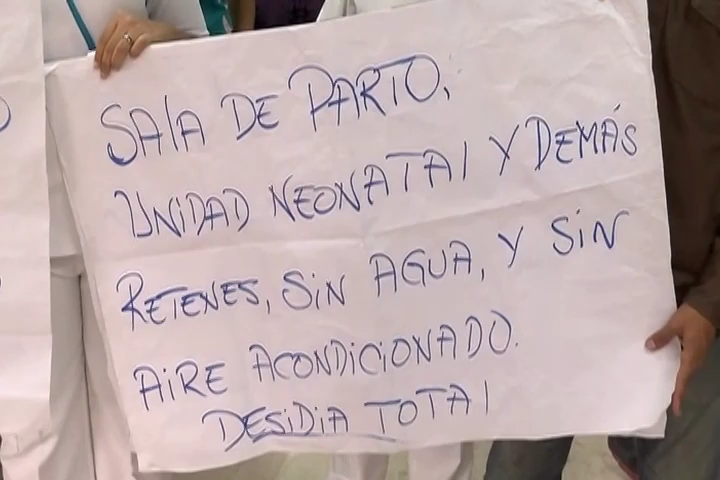 SALA DE PARTO,
UNIDAD NEONATAL Y DEMÁS
RETENES, SIN AGUA, Y SIN
AIRE ACONDICIONADO.
DESIDIA TOTAL